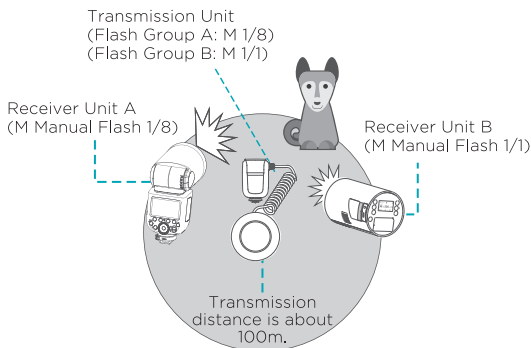 Transmission Unit
(Flash Group A: M 1/8)
(Flash Group B: M 1/1)
Receiver Unit A
(M Manual Flash 1/8)
Receiver Unit B
(M Manual Flash 1/1)
Transmission
distance is about
100m.